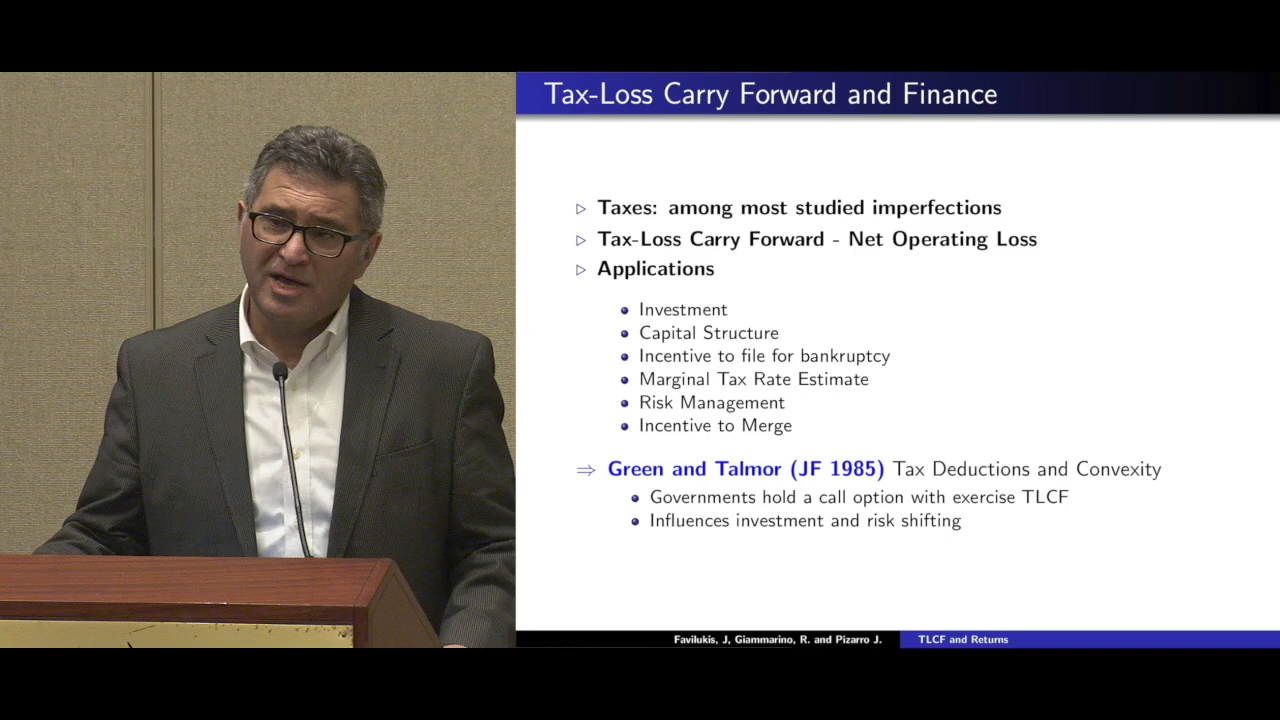 Tax-Loss Carry Forward and Finance
▷ Taxes: among most studied imperfections
▷ Tax-Loss Carry Forward - Net Operating Loss
▷ Applications
• Investment
• Capital Structure
• Incentive to file for bankruptcy
• Marginal Tax Rate Estimate
• Risk Management
• Incentive to Merge
⇒ Green and Talmor (JF 1985) Tax Deductions and Convexity
• Governments hold a call option with exercise TLCF
• Influences investment and risk shifting
Favilukis, J, Giammarino, R. and Pizarro J. TLCF and Returns